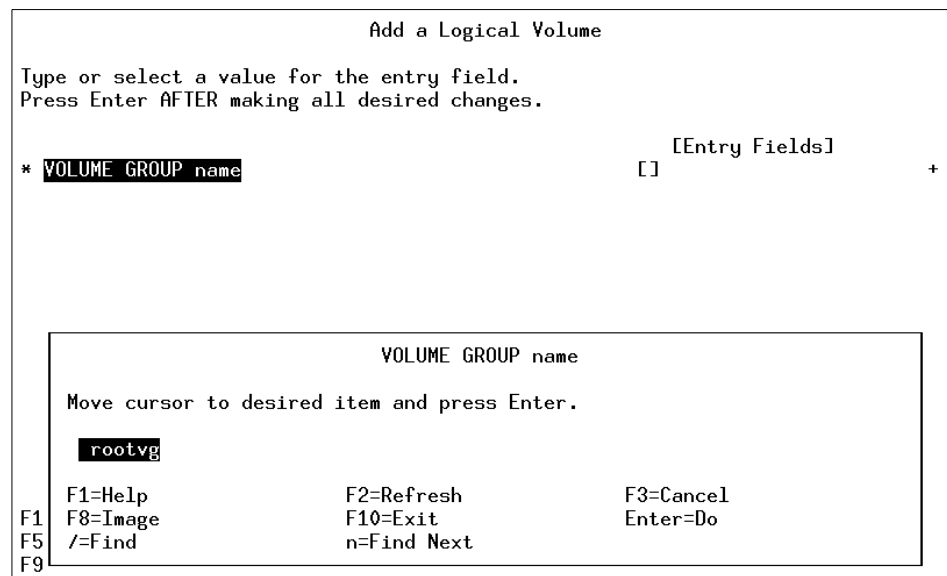 Add a Logical Volume
Type or select a value for the entry field.
Press Enter AFTER making all desired changes.
[Entry Fields]
* VOLUME GROUP name [] +
VOLUME GROUP name
Move cursor to desired item and press Enter.
rootvg
F1=Help F2=Refresh F3=Cancel
F1 F8=Image F10=Exit Enter=Do
F5 /=Find n=Find Next
F9